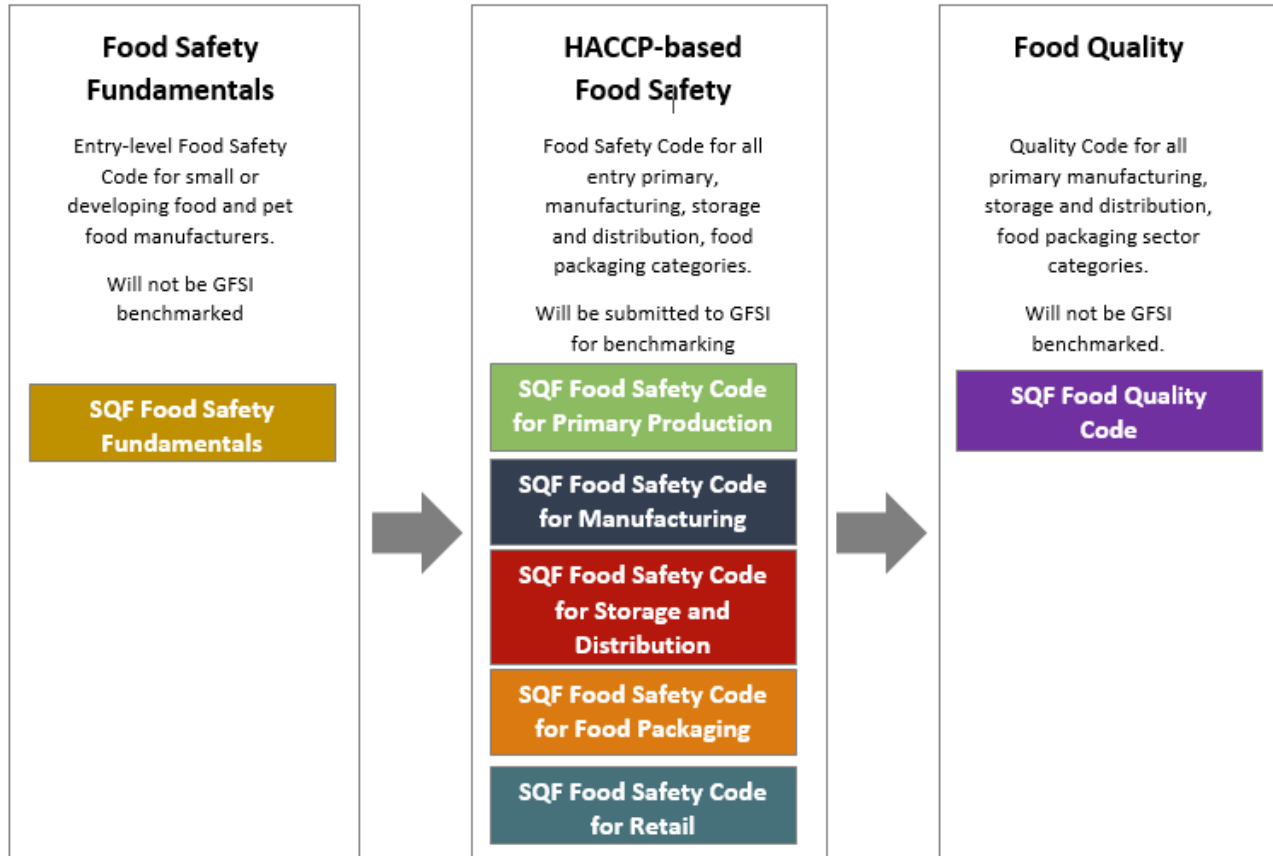 Food Safety
Fundamentals
Entry-level Food Safety
Code for small or
developing food and pet
food manufacturers.
Will not be GFSI
benchmarked
SQF Food Safety
Fundamentals
HACCP-based
Food Safety
Food Safety Code for all
entry primary,
manufacturing, storage
and distribution, food
packaging categories.
Will be submitted to GFSI
for benchmarking
SQF Food Safety Code
for Primary Production
SQF Food Safety Code
for Manufacturing
SQF Food Safety Code
for Storage and
Distribution
SQF Food Safety Code
for Food Packaging
SQF Food Safety Code
for Retail
Food Quality
Quality Code for all
primary manufacturing,
storage and distribution,
food packaging sector
categories.
Will not be GFSI
benchmarked.
SQF Food Quality
Code